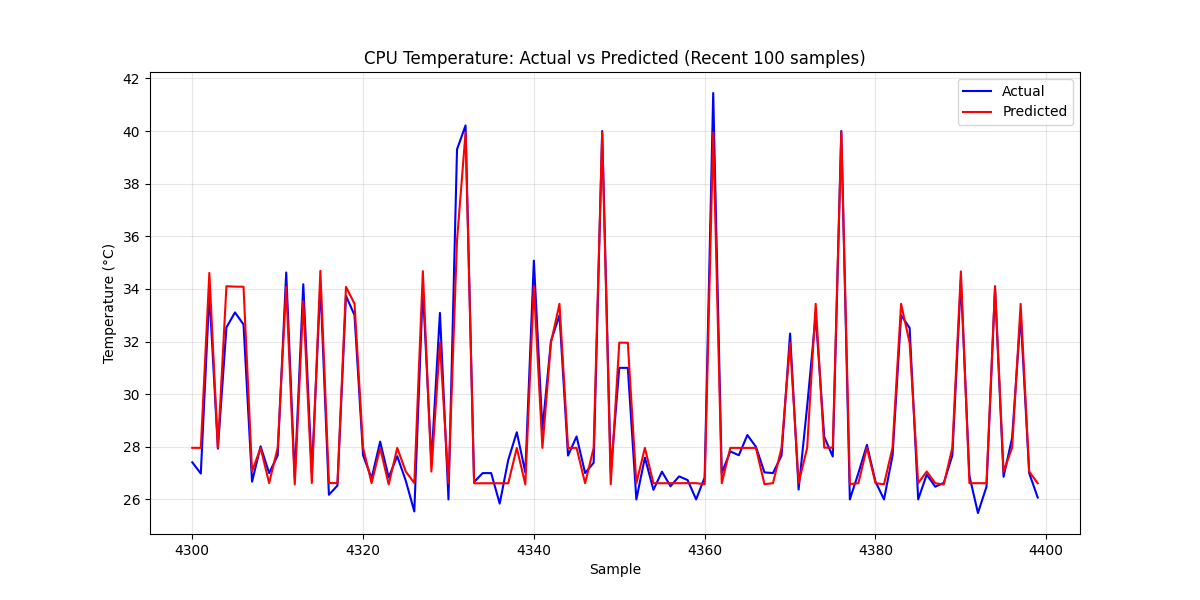 CPU Temperature: Actual vs Predicted (Recent 100 samples)
Actual
Predicted
Temperature (°C)
42
40
38
36
34
32
30
28
26
4300 4320 4340 4360 4380 4400
Sample